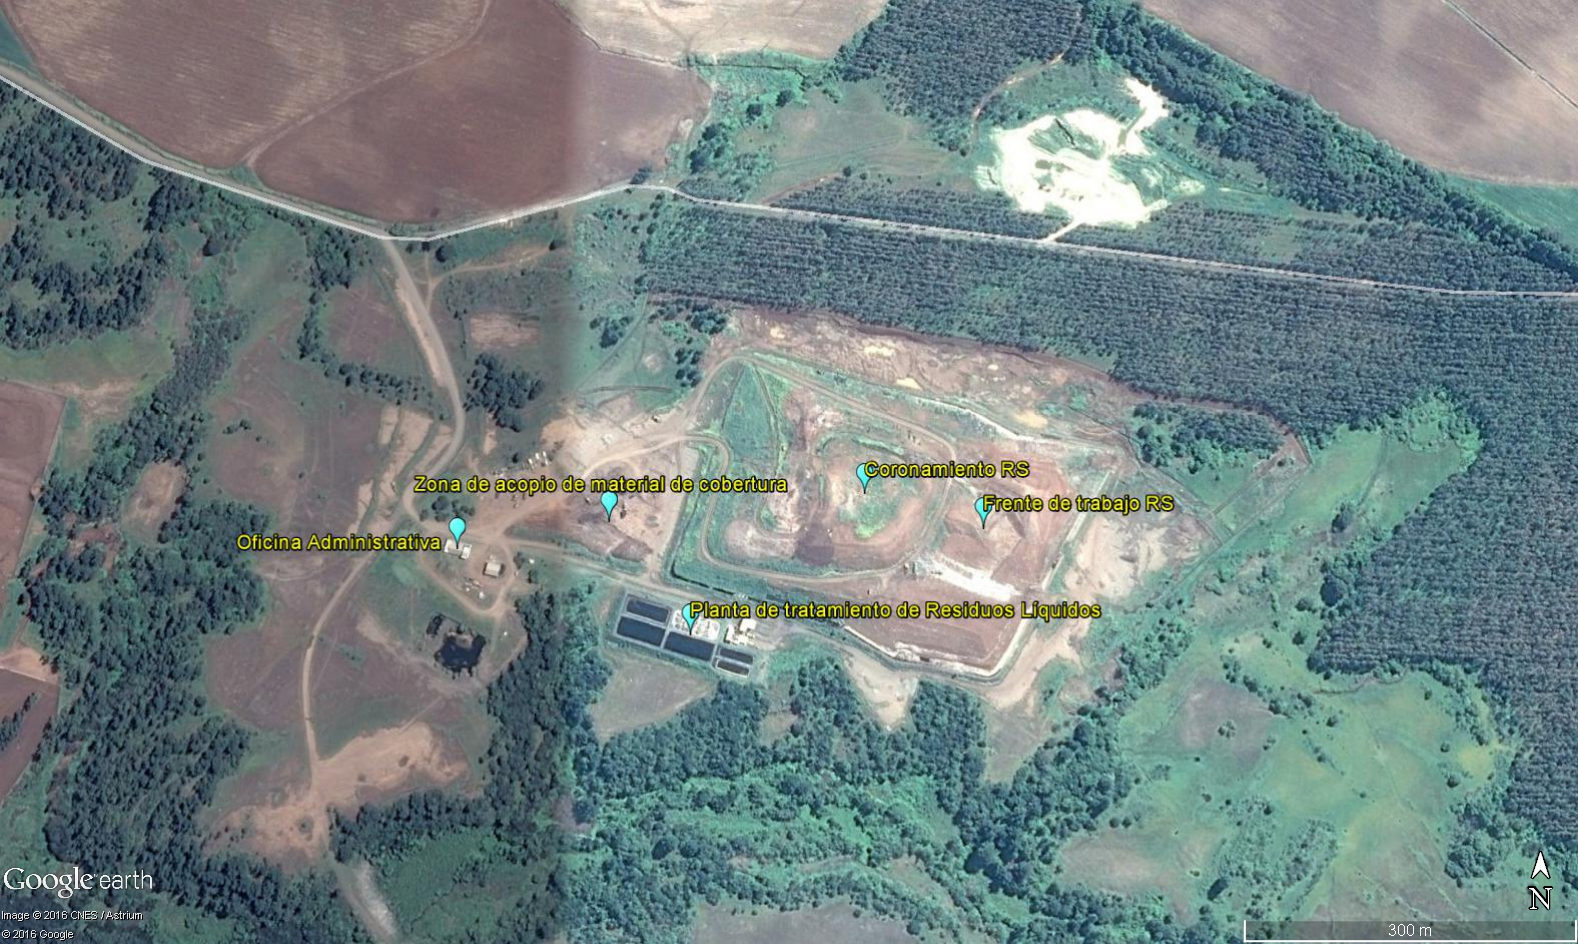 Coronamiento RS
Zona de acopio de material de cobertura
Frente de trabajo RS
Oficina Administrativa
Planta de tratamiento de Residuos Líquidos
Google earth
Image © 2016 CNES / Astrium
© 2016 Google
N
300 m